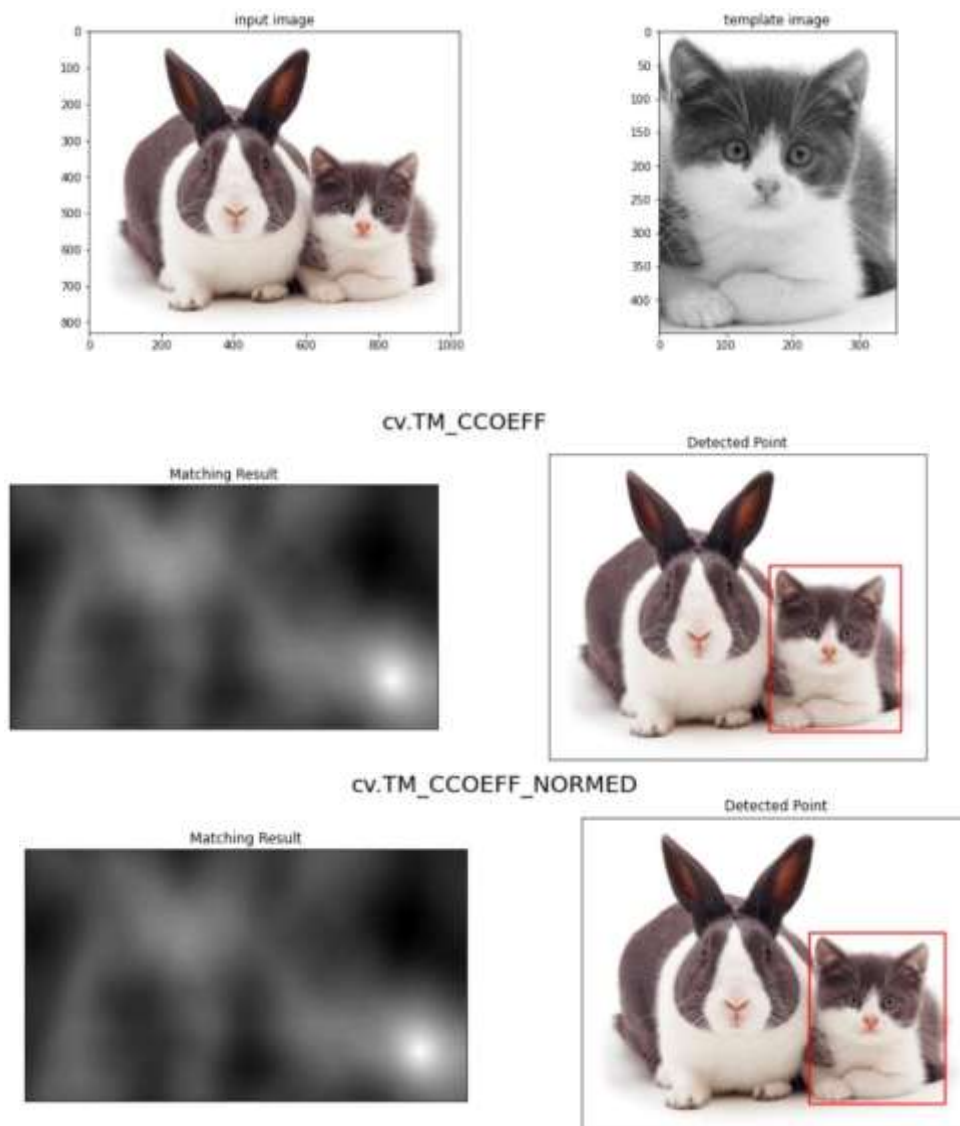 input image
template image
0
100
200
300
400
500
600
700
800
0 200 400 600 800 1000
0
50
100
150
200
250
300
350
400
0 100 200 300
cv.TM_CCOEFF
Matching Result
Detected Point
cv.TM_CCOEFF_NORMED
Matching Result
Detected Point